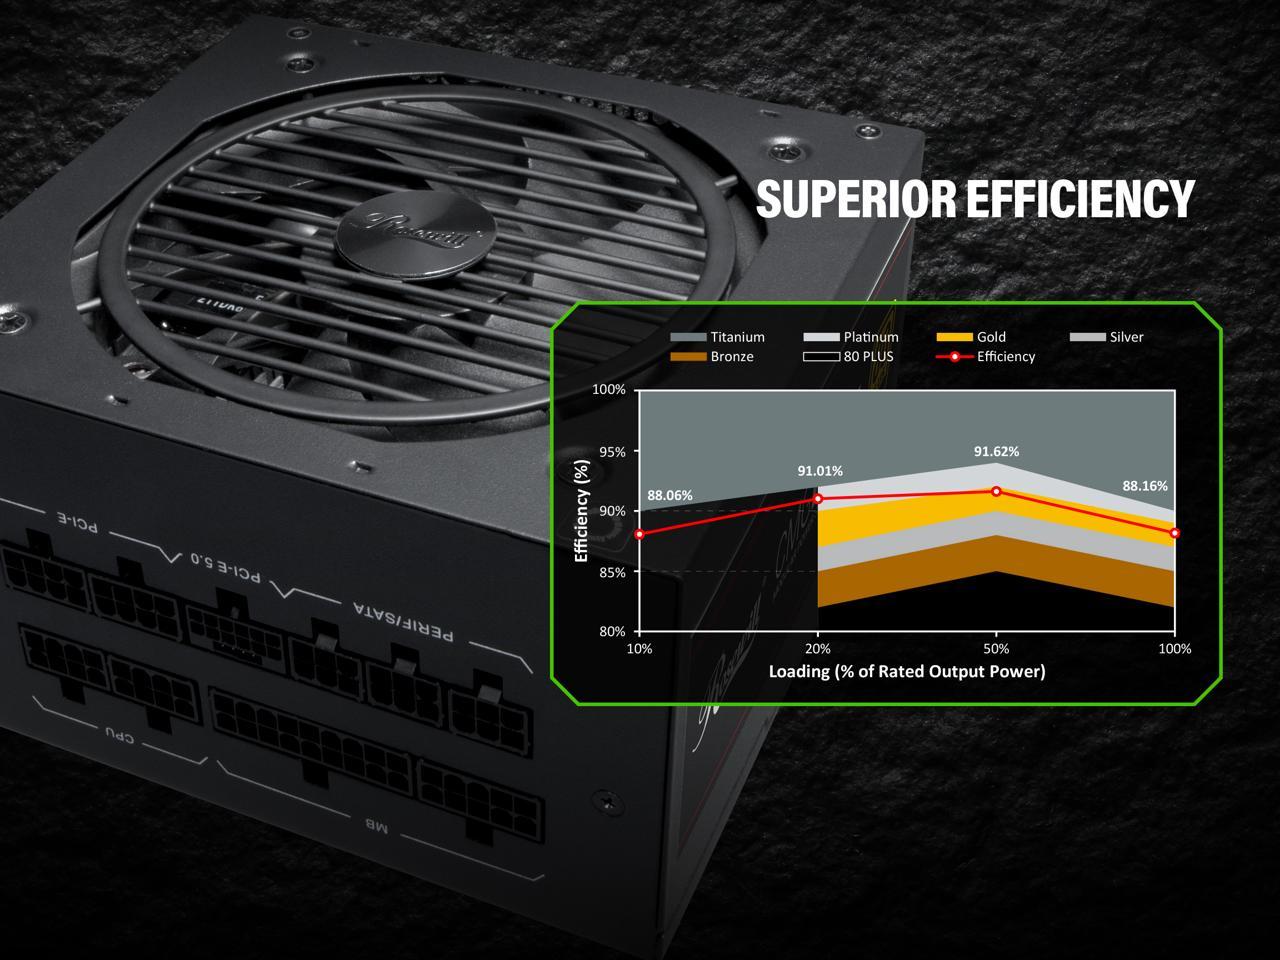 SUPERIOR EFFICIENCY
Titanium Platinum Gold Silver
Bronze 80 PLUS Efficiency
Efficiency (%)
100%
95%
90%
85%
80%
88.06%
91.01%
91.62%
88.16%
10% 20% 50% 100%
Loading (% of Rated Output Power)
Rosewill
PCI-E
PCI-E 5.0
PERIF/SATA
CPU
MB